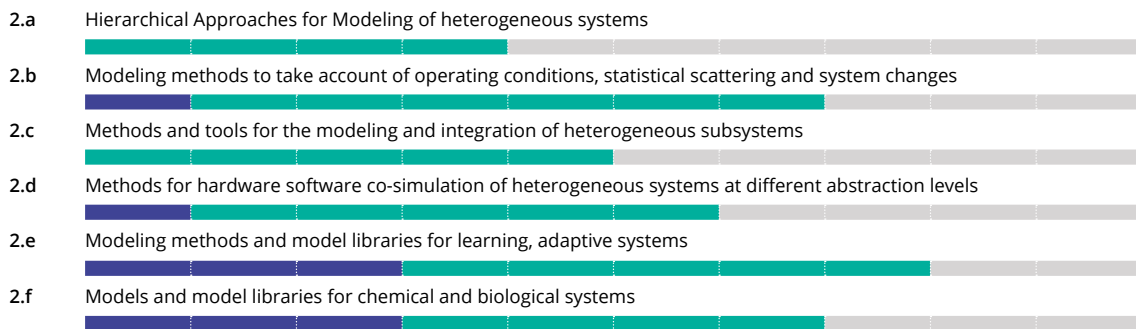 2.a Hierarchical Approaches for Modeling of heterogeneous systems
2.b Modeling methods to take account of operating conditions, statistical scattering and system changes
2.c Methods and tools for the modeling and integration of heterogeneous subsystems
2.d Methods for hardware software co-simulation of heterogeneous systems at different abstraction levels
2.e Modeling methods and model libraries for learning, adaptive systems
2.f Models and model libraries for chemical and biological systems